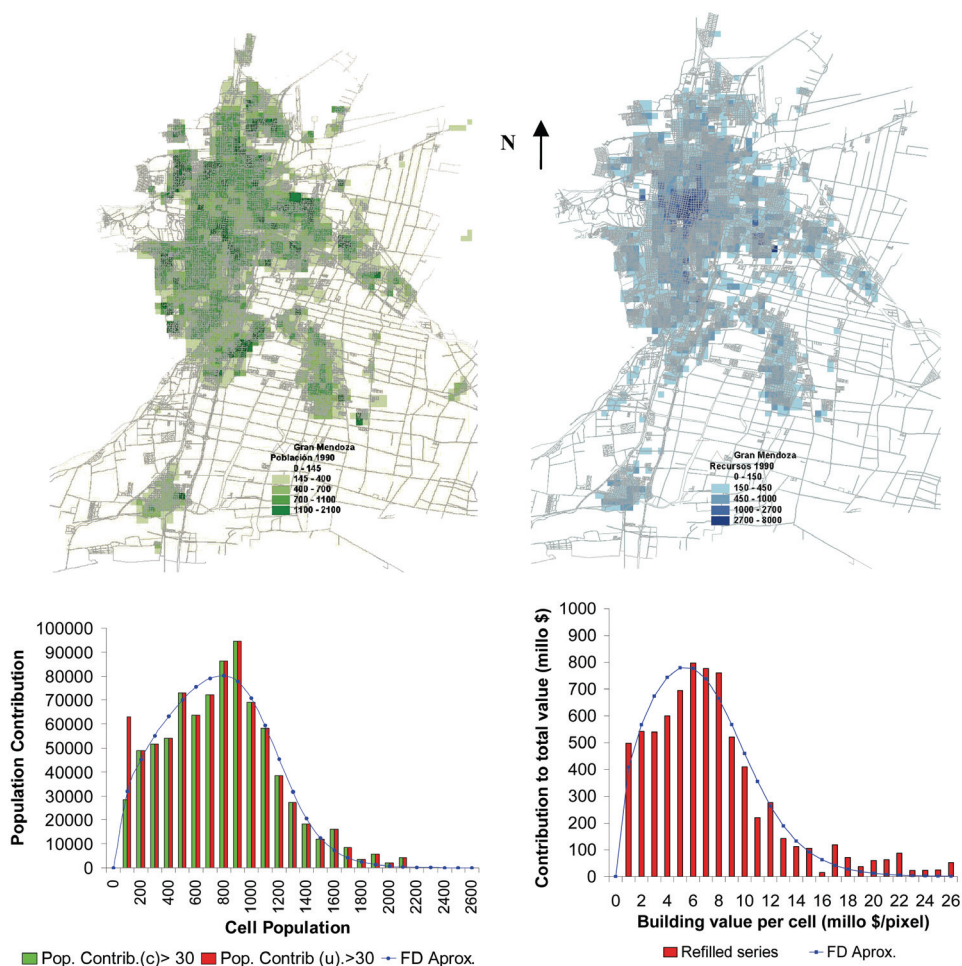 N
Gran Mendoza
Población 1990
0 - 145
145 - 400
400 - 700
700 - 1100
1100 - 2100
Gran Mendoza
Recursos 1990
0 - 150
150 - 450
450 - 1000
1000 - 2700
2700 - 8000
100000
90000
80000
70000
60000
50000
40000
30000
20000
10000
0
Population Contribution
0 200 400 600 800 1000 1200 1400 1600 1800 2000 2200 2400 2600
Cell Population
Pop. Contrib.(c)> 30 Pop. Contrib (u).>30 FD Aprox.
1000
900
800
700
600
500
400
300
200
100
0
Contribution to total value (millo $)
0 2 4 6 8 10 12 14 16 18 20 22 24 26
Building value per cell (millo $/pixel)
Refilled series FD Aprox.